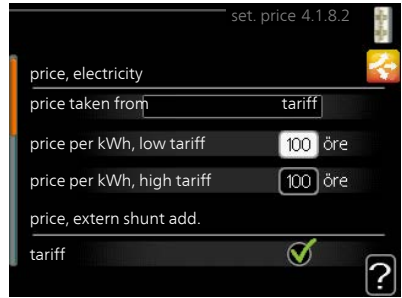 set. price 4.1.8.2
price, electricity
price taken from tariff
price per kWh, low tariff 100 öre
price per kWh, high tariff 100 öre
price, extern shunt add.
tariff
?